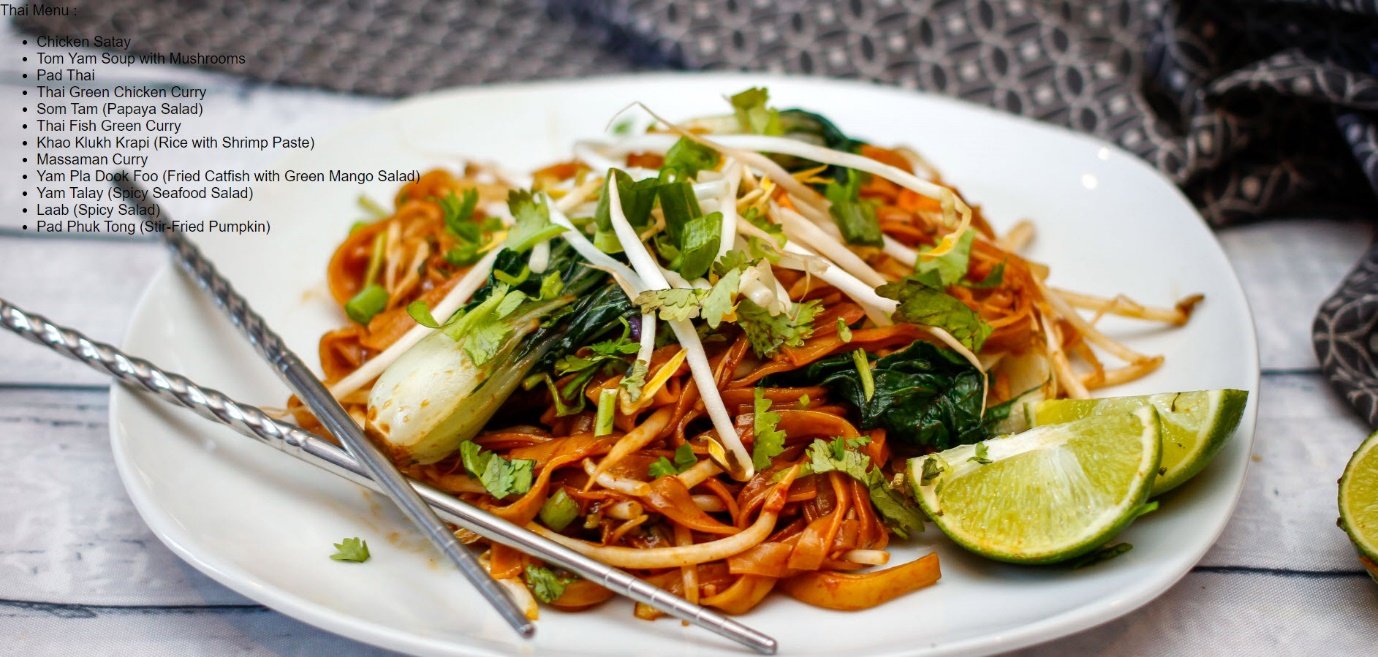 Thai Menu :
Chicken Satay
Tom Yam Soup with Mushrooms
Pad Thai
Thai Green Chicken Curry
Som Tam (Papaya Salad)
Thai Fish Green Curry
Khao Klukh Krapi (Rice with Shrimp Paste)
Massaman Curry
Yam Pla Dook Foo (Fried Catfish with Green Mango Salad)
Yam Talay (Spicy Seafood Salad)
Laab (Spicy Salad)
Pad Phuk Tong (Stir-Fried Pumpkin)